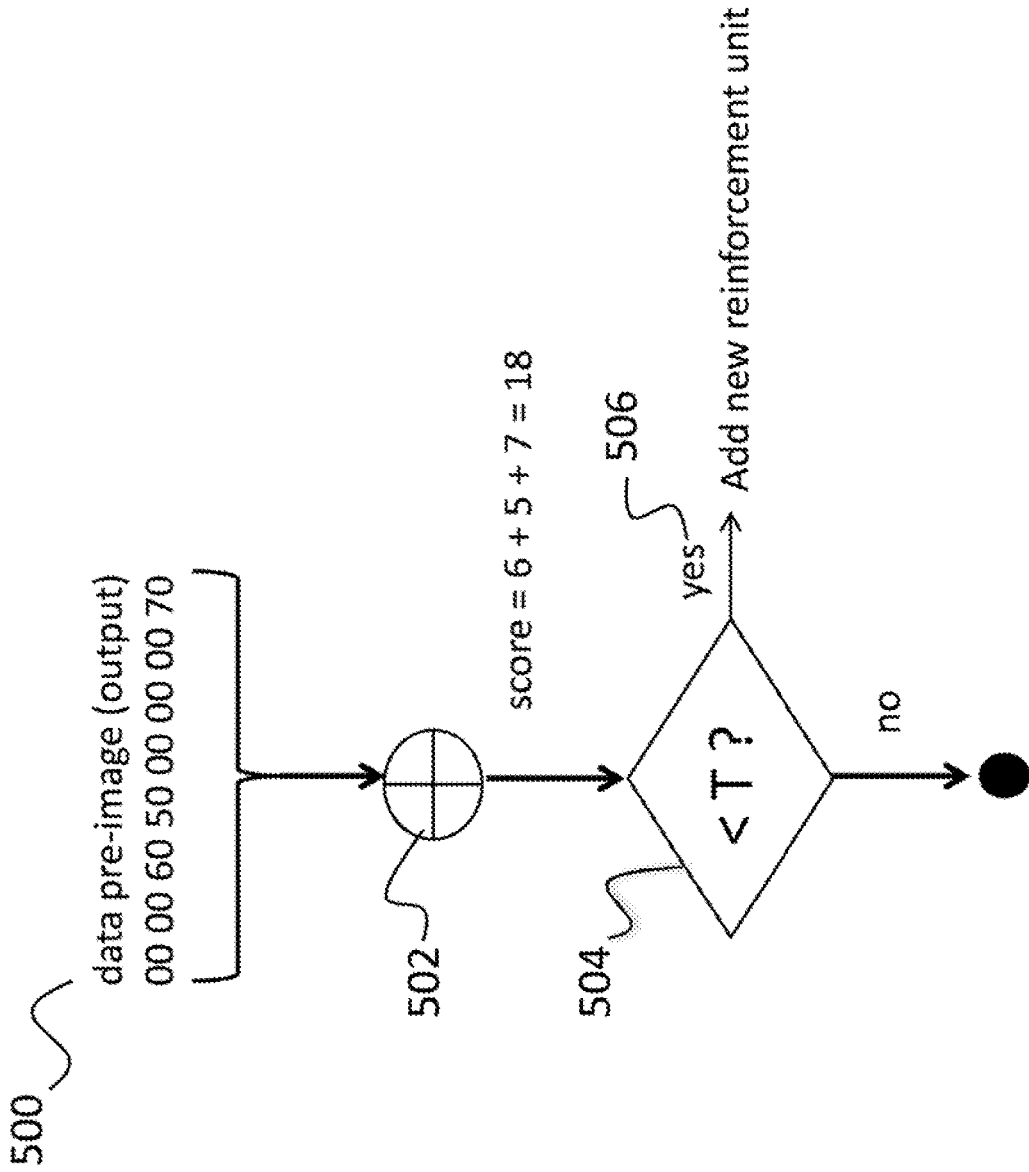 500
data pre-image (output)
00 00 60 50 00 00 00 70
502
score = 6 + 5 + 7 = 18
504
< T ?
506
yes
Add new reinforcement unit
no